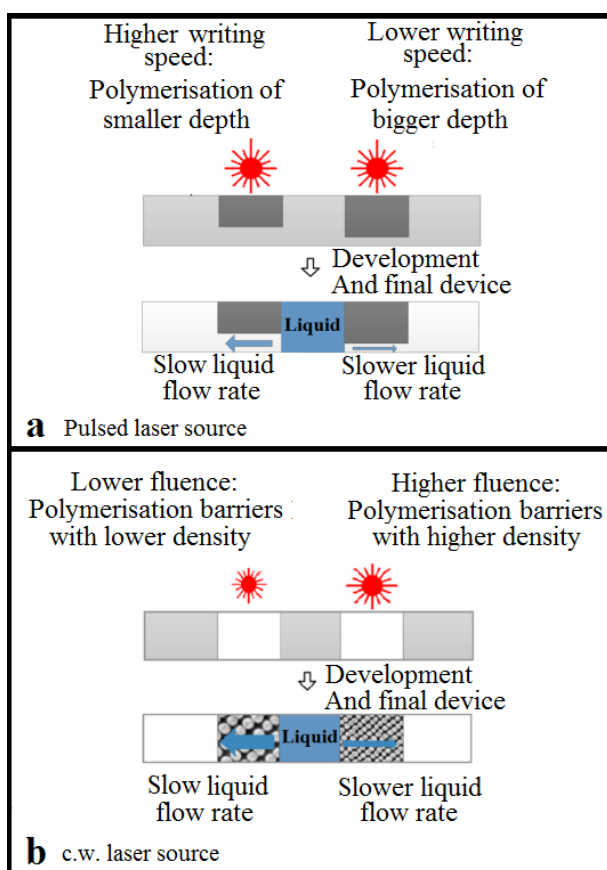 Higher writing
speed:
Polymerisation of
smaller depth
Lower writing
speed:
Polymerisation of
bigger depth
Development
And final device
Liquid
Slow liquid
flow rate
Slower liquid
flow rate
a Pulsed laser source
Lower fluence:
Polymerisation barriers
with lower density
Higher fluence:
Polymerisation barriers
with higher density
Development
And final device
Liquid
Slow liquid
flow rate
Slower liquid
flow rate
b c.w. laser source